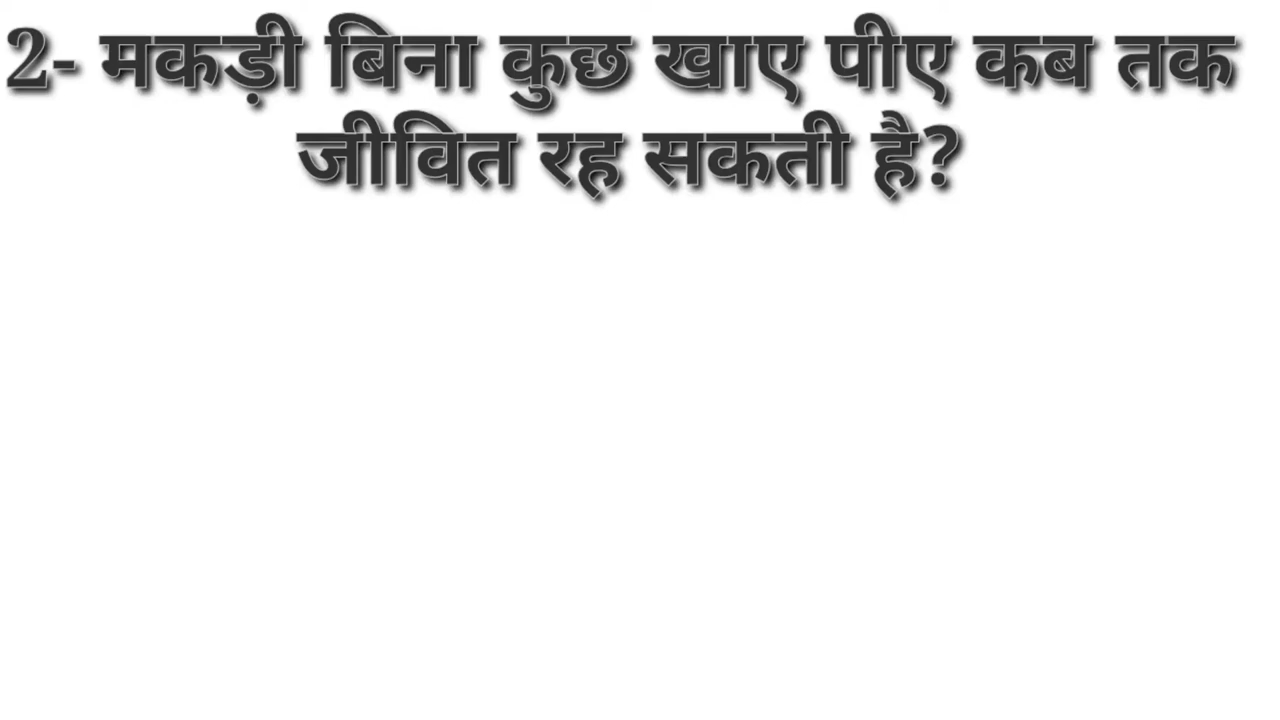 2- मकड़ी बिना कुछ खाए पीए कब तक
जीवित रह सकती है?